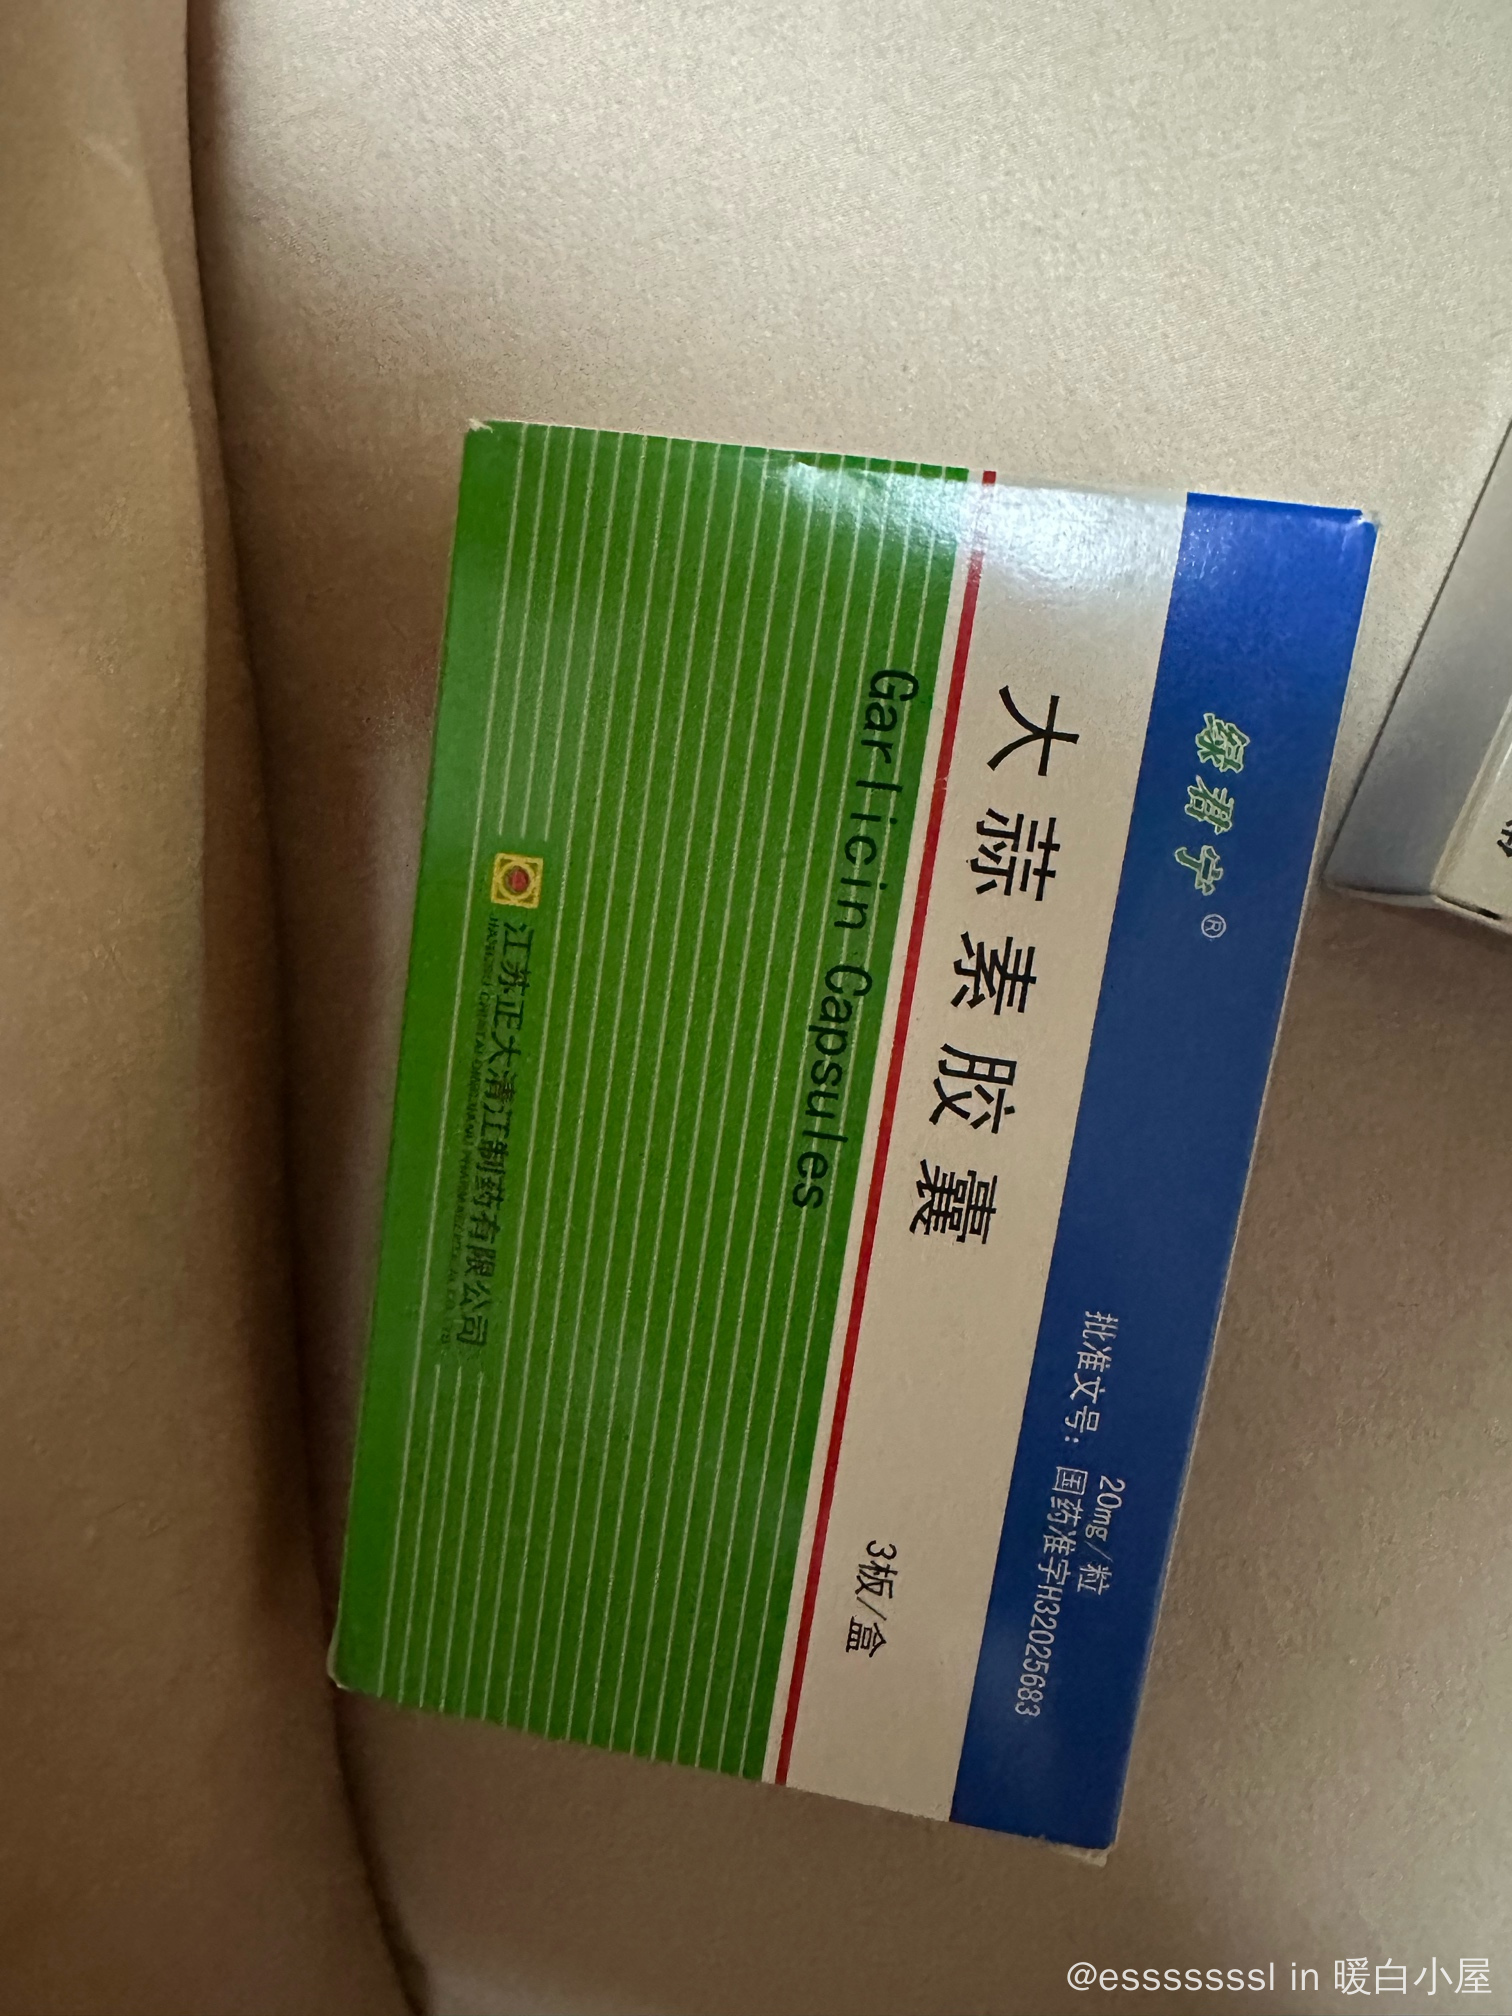 绿君宁®
20mg/粒
批准文号：国药准字H32025683
大蒜素胶囊
3板/盒
Garlicin Capsules
江苏正大清江制药有限公司
@essssssssl in 暖白小屋